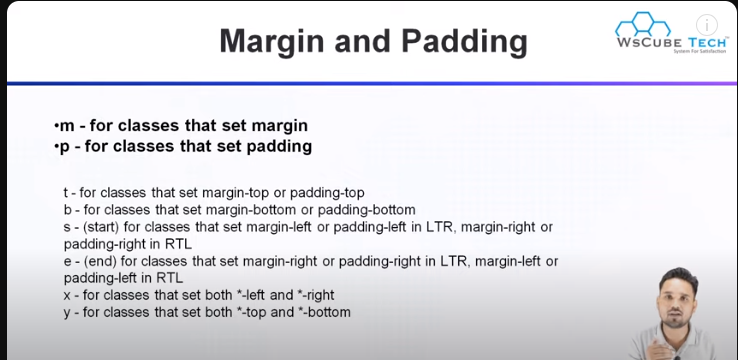 Margin and Padding
WsCube Tech
System For Satisfaction
•m - for classes that set margin
•p - for classes that set padding
t - for classes that set margin-top or padding-top
b - for classes that set margin-bottom or padding-bottom
s - (start) for classes that set margin-left or padding-left in LTR, margin-right or
padding-right in RTL
e - (end) for classes that set margin-right or padding-right in LTR, margin-left or
padding-left in RTL
x - for classes that set both *-left and *-right
y - for classes that set both *-top and *-bottom